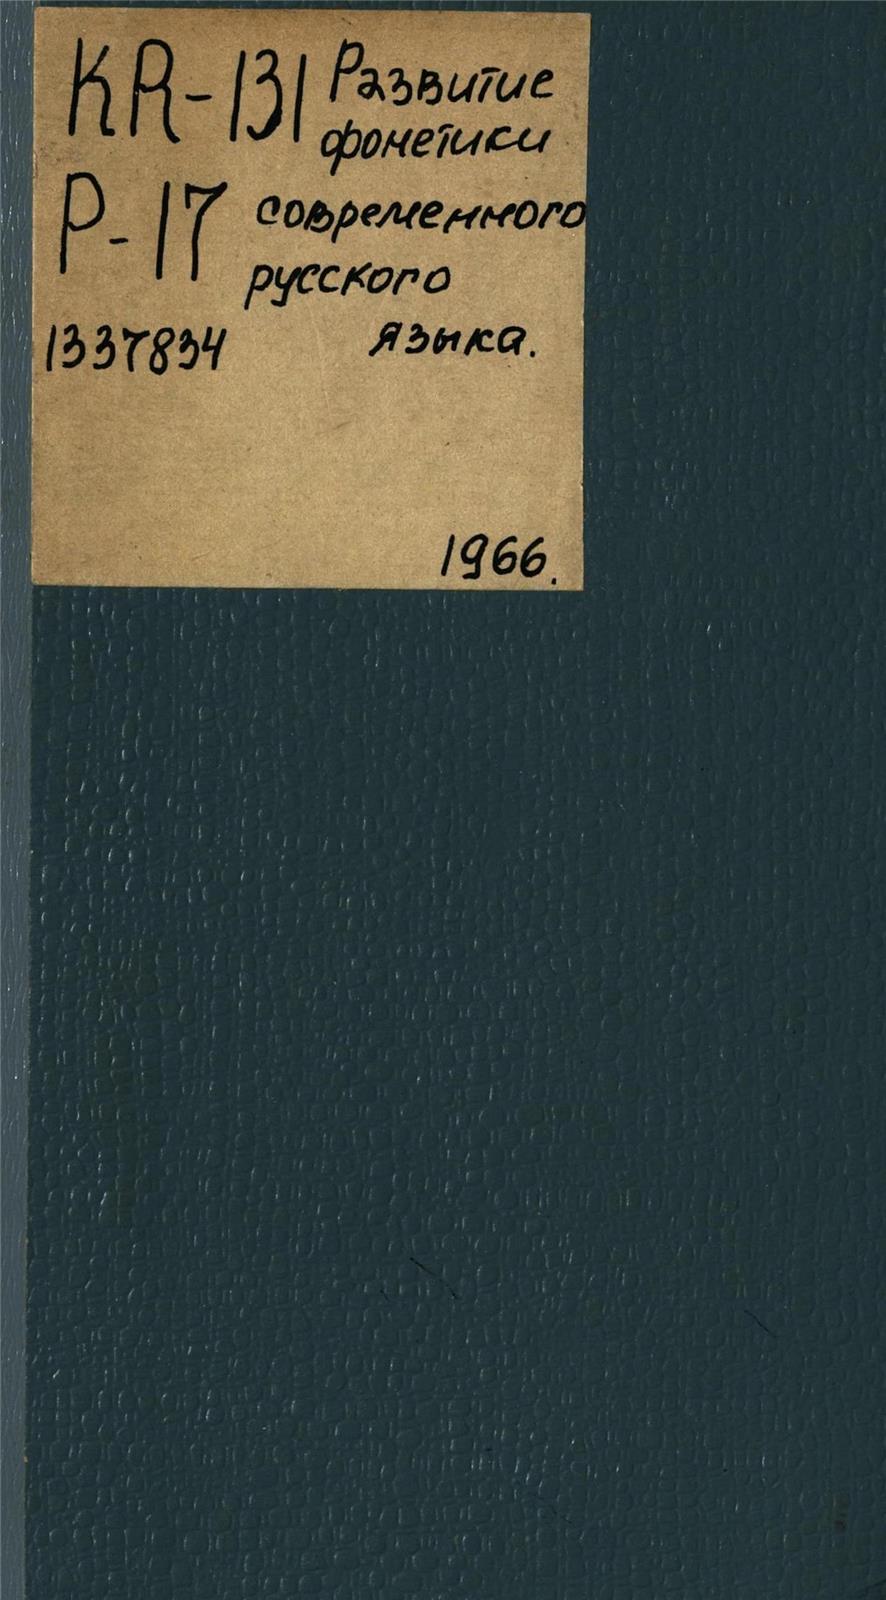 KR-131 Развитие
фонетики
Р-17 современного
русского
1337834 языка.
1966.